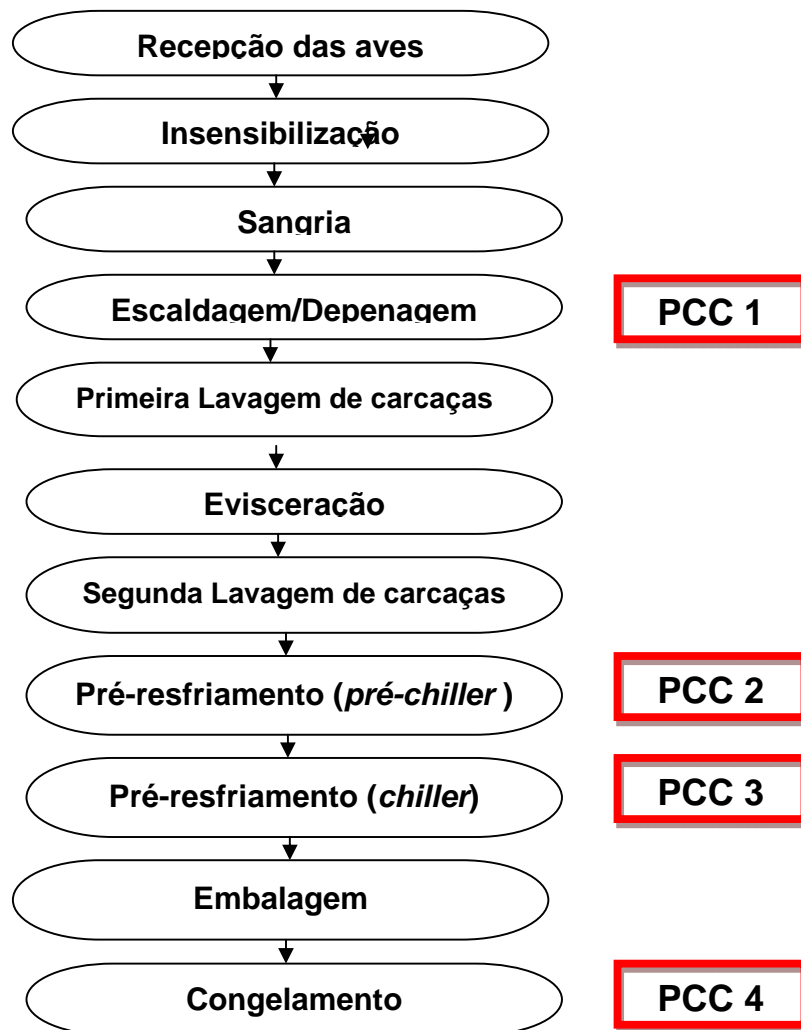 Recepção das aves
Insensibilização
Sangria
Escaldagem/Depenagem
PCC 1
Primeira Lavagem de carcaças
Evisceração
Segunda Lavagem de carcaças
Pré-resfriamento (pré-chiller )
PCC 2
Pré-resfriamento (chiller)
PCC 3
Embalagem
Congelamento
PCC 4